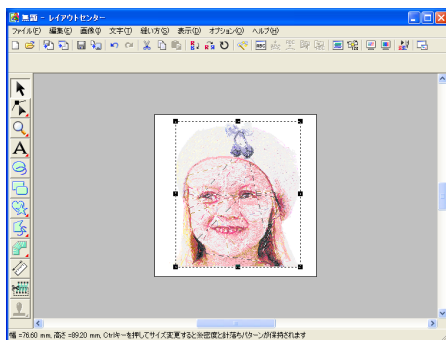 無題 - レイアウトセンター
ファイル(F) 編集(E) 画像(I) 文字(T) 縫い方(S) 表示(D) オプション(O) ヘルプ(H)
REC
A
幅 =76.60 mm, 高さ =89.20 mm, Ctrlキーを押してサイズ変更すると糸密度と針落ちパターンが保持されます